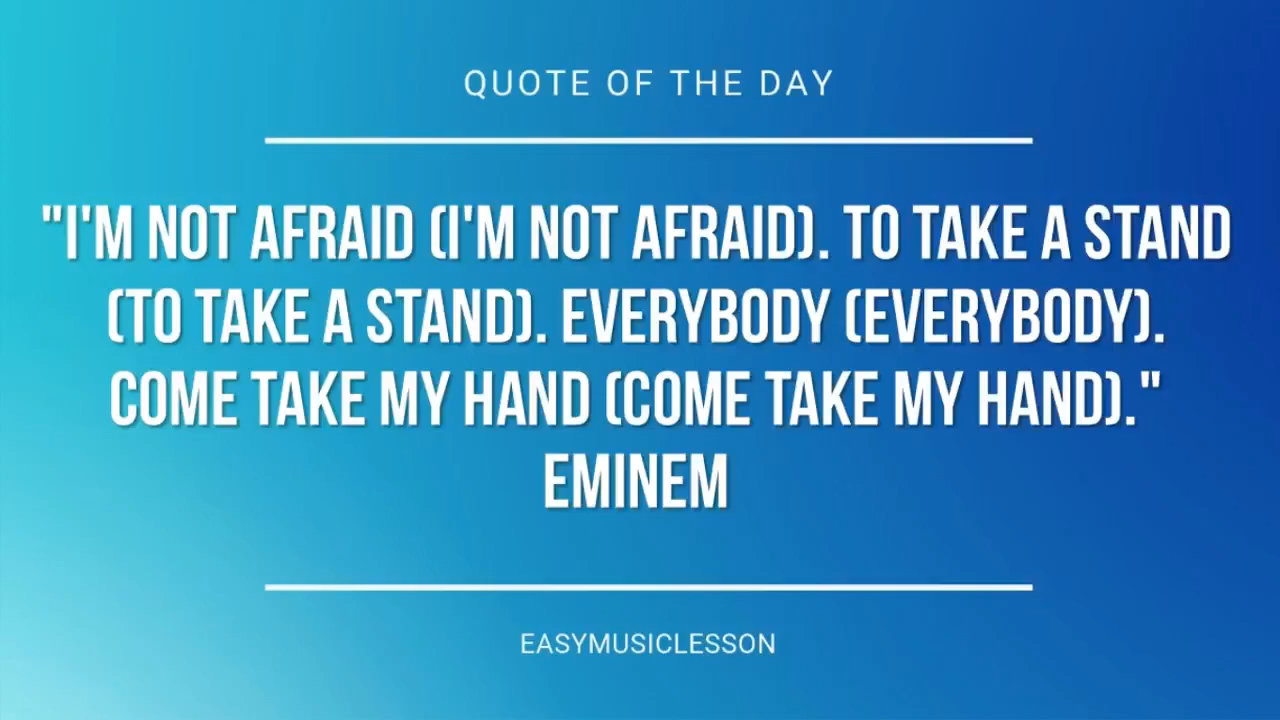 QUOTE OF THE DAY
"I'M NOT AFRAID (I'M NOT AFRAID). TO TAKE A STAND
(TO TAKE A STAND). EVERYBODY (EVERYBODY).
COME TAKE MY HAND (COME TAKE MY HAND)."
EMINEM
EASYMUSICLESSON